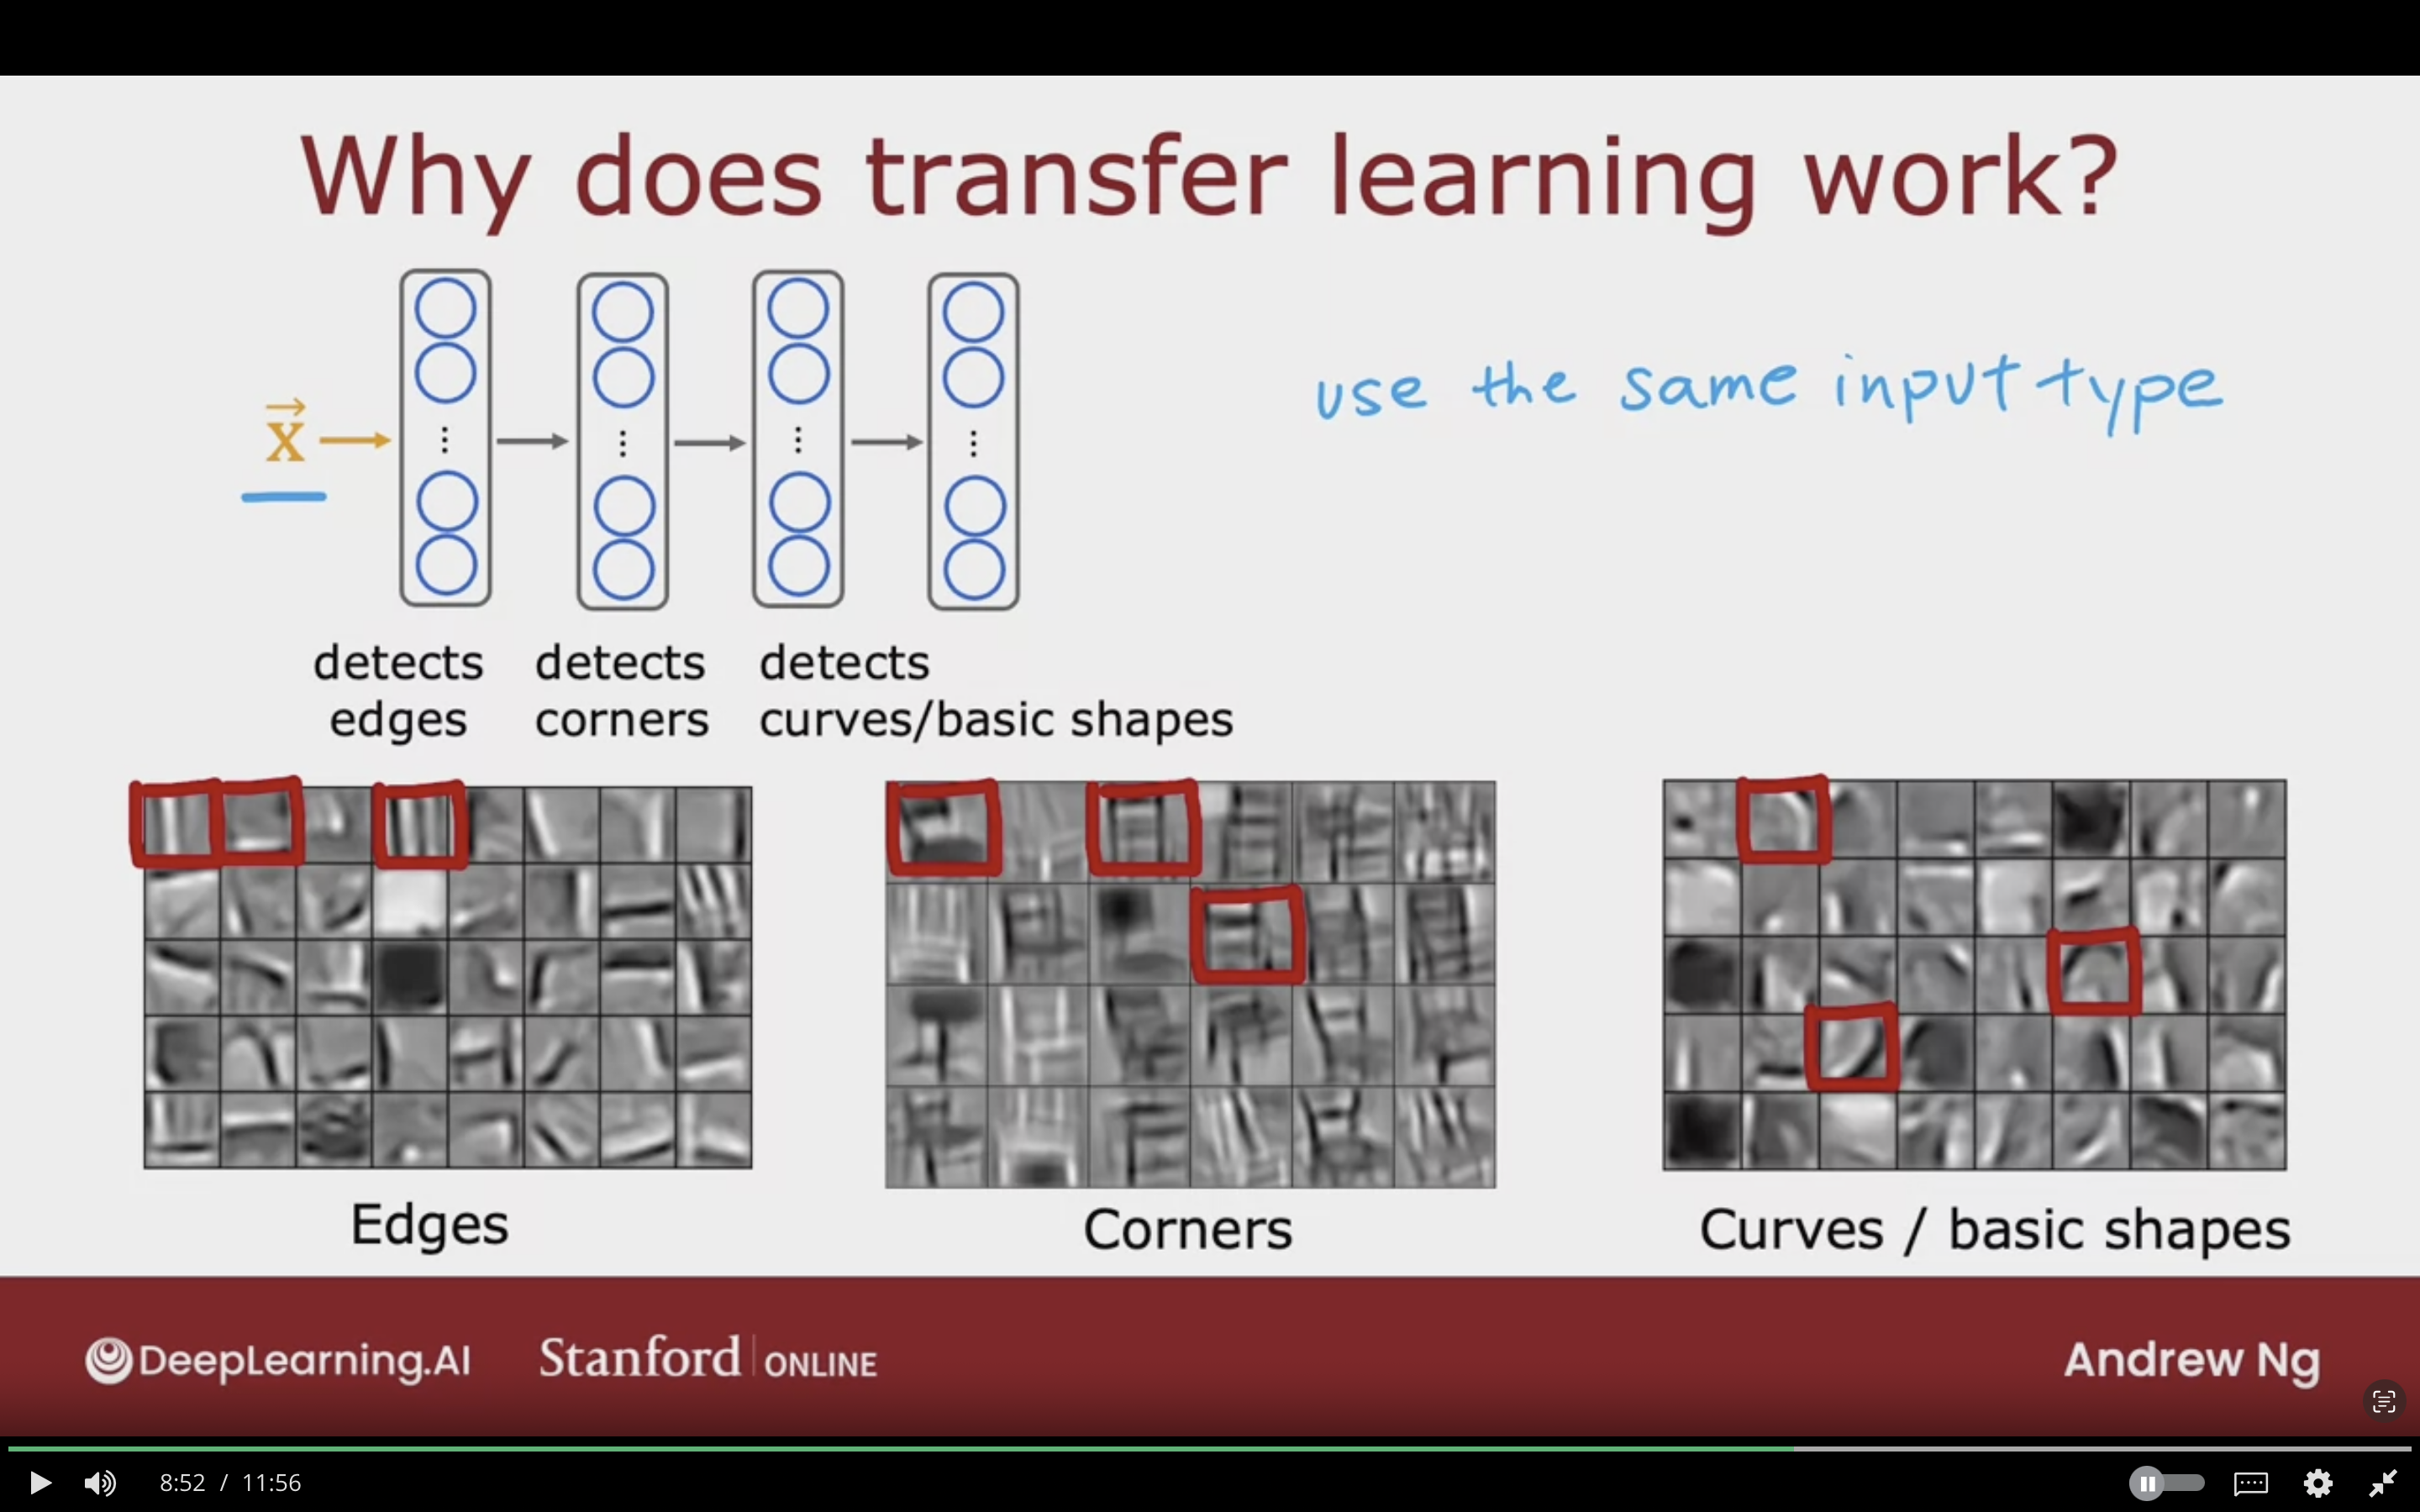 Why does transfer learning work?
use the same input type
x
detects edges
detects corners
detects curves/basic shapes
Edges
Corners
Curves / basic shapes
DeepLearning.AI
Stanford ONLINE
Andrew Ng
8:52 / 11:56